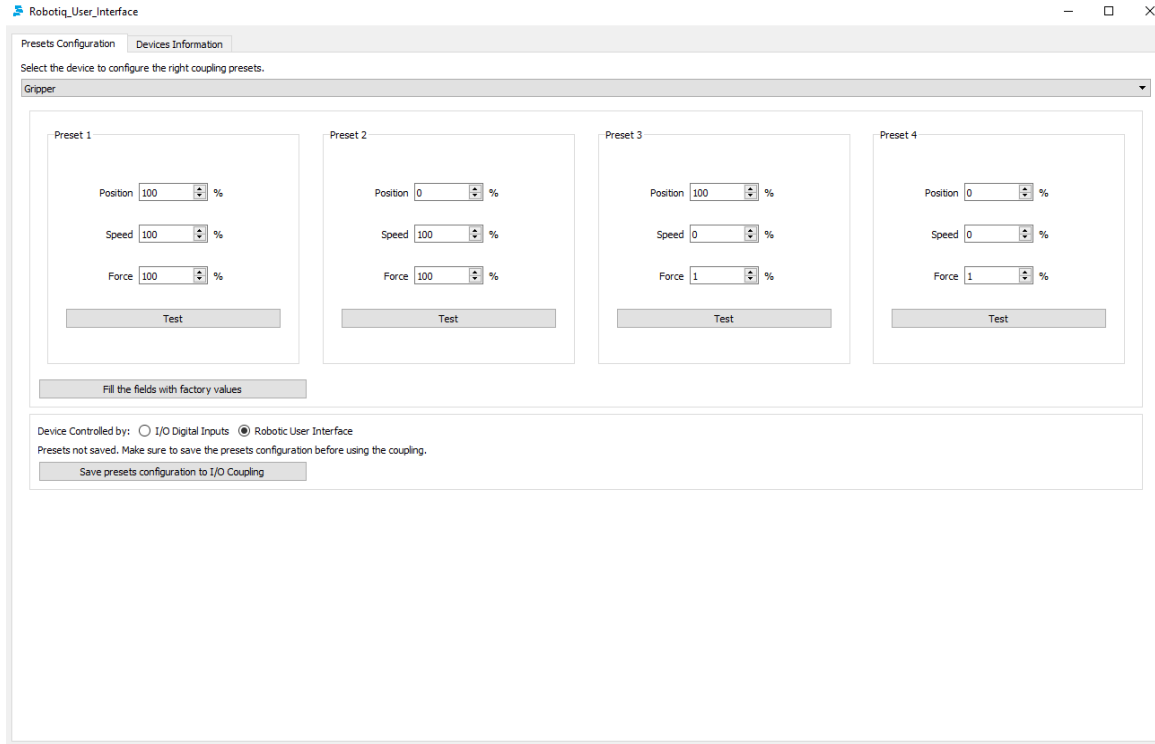 Robotiq_User_Interface
Presets Configuration Devices Information
Select the device to configure the right coupling presets.
Gripper
Preset 1 Preset 2 Preset 3 Preset 4
Position 100 % Position 0 % Position 100 % Position 0 %
Speed 100 % Speed 100 % Speed 0 % Speed 0 %
Force 100 % Force 100 % Force 1 % Force 1 %
Test Test Test Test
Fill the fields with factory values
Device Controlled by: I/O Digital Inputs Robotic User Interface
Presets not saved. Make sure to save the presets configuration before using the coupling.
Save presets configuration to I/O Coupling